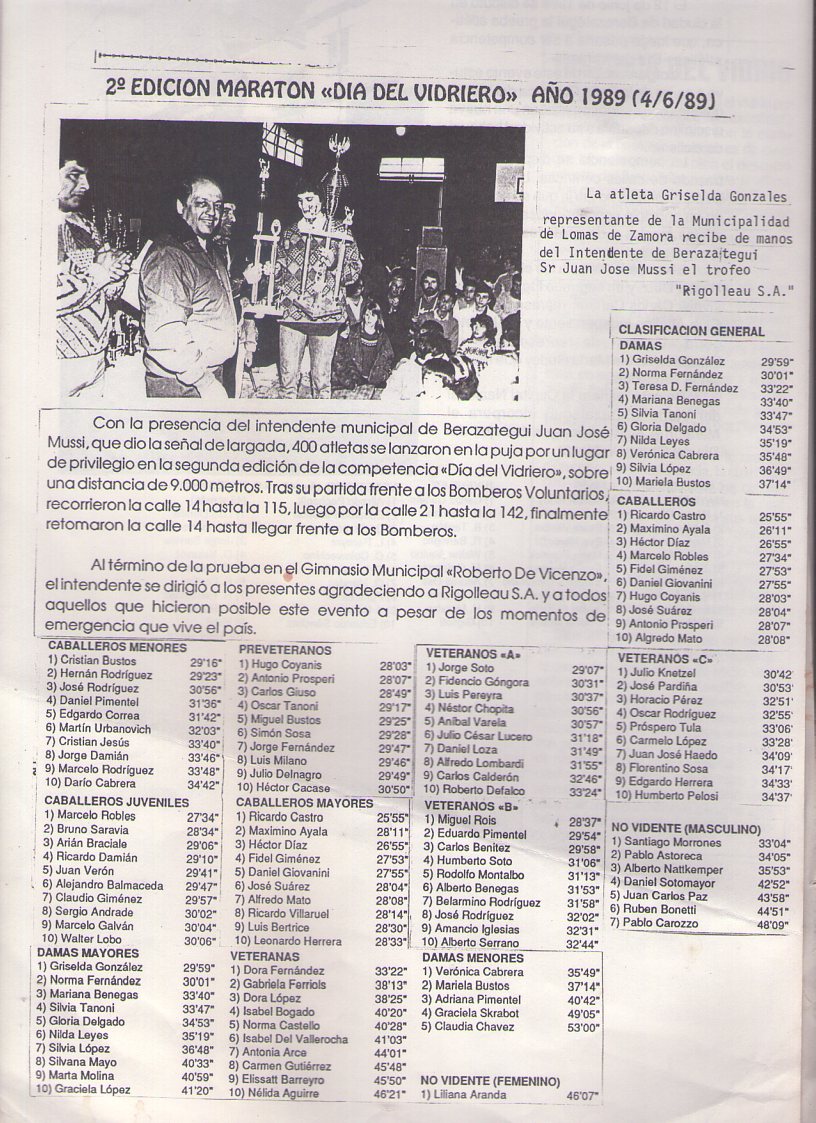 2º EDICION MARATON «DIA DEL VIDRIERO» AÑO 1989 (4/6/89)
La atleta Griselda Gonzales
representante de la Municipalidad
de Lomas de Zamora recibe de manos
del Intendente de Berazategui
Sr Juan Jose Mussi el trofeo
"Rigolleau S.A."
Con la presencia del intendente municipal de Berazategui Juan José
Mussi, que dio la señal de largada, 400 atletas se lanzaron en la puja por un lugar
de privilegio en la segunda edición de la competencia «Día del Vidriero», sobre
una distancia de 9.000 metros. Tras su partida frente a los Bomberos Voluntarios,
recorrieron la calle 14 hasta la 115, luego por la calle 21 hasta la 142, finalmente
retomaron la calle 14 hasta llegar frente a los Bomberos.
Al término de la prueba en el Gimnasio Municipal «Roberto De Vicenzo»,
el intendente se dirigió a los presentes agradeciendo a Rigolleau S.A. y a todos
aquellos que hicieron posible este evento a pesar de los momentos de
emergencia que vive el país.
CLASIFICACION GENERAL
DAMAS
1) Griselda González 29'59"
2) Norma Fernández 30'01"
3) Teresa D. Fernández 33'22"
4) Mariana Benegas 33'40"
5) Silvia Tanoni 33'47"
6) Gloria Delgado 34'53"
7) Nilda Leyes 35'19"
8) Verónica Cabrera 35'48"
9) Silvia López 36'49"
10) Mariela Bustos 37'14"
CABALLEROS
1) Ricardo Castro 25'55"
2) Maximino Ayala 26'11"
3) Héctor Díaz 26'55"
4) Marcelo Robles 27'34"
5) Fidel Giménez 27'53"
6) Daniel Giovanini 27'55"
7) Hugo Coyanis 28'03"
8) José Suárez 28'04"
9) Antonio Prosperi 28'07"
10) Algredo Mato 28'08"
CABALLEROS MENORES
1) Cristian Bustos 29'16"
2) Hernán Rodríguez 29'23"
3) José Rodríguez 30'56"
4) Daniel Pimentel 31'36"
5) Edgardo Correa 31'42"
6) Martín Urbanovich 32'03"
7) Cristian Jesús 33'40"
8) Jorge Damián 33'46"
9) Marcelo Rodríguez 33'48"
10) Darío Cabrera 34'42"
PREVETERANOS
1) Hugo Coyanis 28'03"
2) Antonio Prosperi 28'07"
3) Carlos Giuso 28'49"
4) Oscar Tanoni 29'17"
5) Miguel Bustos 29'25"
6) Simón Sosa 29'28"
7) Jorge Fernández 29'47"
8) Luis Milano 29'46"
9) Julio Delnagro 29'49"
10) Héctor Cacase 30'50"
VETERANOS «A»
1) Jorge Soto 29'07"
2) Fidencio Góngora 30'31"
3) Luis Pereyra 30'37"
4) Néstor Chopita 30'56"
5) Aníbal Varela 30'57"
6) Julio César Lucero 31'18"
7) Daniel Loza 31'49"
8) Alfredo Lombardo 31'55"
9) Carlos Calderón 32'46"
10) Roberto Defalco 33'24"
VETERANOS «C»
1) Julio Knetzel 30'42
2) José Pardiña 30'53'
3) Horacio Pérez 32'51'
4) Oscar Rodríguez 32'55'
5) Próspero Tula 33'06'
6) Carmelo López 33'28'
7) Juan José Haedo 34'09'
8) Florentino Sosa 34'17'
9) Edgardo Herrera 34'33'
10) Humberto Pelosi 34'37'
CABALLEROS JUVENILES
1) Marcelo Robles 27'34"
2) Bruno Saravia 28'34"
3) Arián Braciale 29'06"
4) Ricardo Damián 29'10"
5) Juan Verón 29'41"
6) Alejandro Balmaceda 29'47"
7) Claudio Giménez 29'57"
8) Sergio Andrade 30'02"
9) Marcelo Galván 30'04"
10) Walter Lobo 30'06"
CABALLEROS MAYORES
1) Ricardo Castro 25'55"
2) Maximino Ayala 28'11"
3) Héctor Díaz 26'55"
4) Fidel Giménez 27'53"
5) Daniel Giovanini 27'55"
6) José Suárez 28'04"
7) Alfredo Mato 28'08"
8) Ricardo Villaruel 28'14"
9) Luis Bertrice 28'30"
10) Leonardo Herrera 28'33"
VETERANOS «B»
1) Miguel Rois 28'37"
2) Eduardo Pimentel 29'54"
3) Carlos Benitez 29'58"
4) Humberto Soto 31'06"
5) Rodolfo Montalbo 31'13"
6) Alberto Benegas 31'53"
7) Belarmino Rodríguez 31'58"
8) José Rodríguez 32'02"
9) Amancio Iglesias 32'31"
10) Alberto Serrano 32'44"
NO VIDENTE (MASCULINO)
1) Santiago Morrones 33'04"
2) Pablo Astoreca 34'05"
3) Alberto Nattkemper 35'53"
4) Daniel Sotomayor 42'52"
5) Juan Carlos Paz 43'58"
6) Ruben Bonetti 44'51"
7) Pablo Carozzo 48'09"
DAMAS MAYORES
1) Griselda González 29'59"
2) Norma Fernández 30'01"
3) Mariana Benegas 33'40"
4) Silvia Tanoni 33'47"
5) Gloria Delgado 34'53"
6) Nilda Leyes 35'19"
7) Silvia López 36'48"
8) Silvana Mayo 40'33"
9) Marta Molina 40'59"
10) Graciela López 41'20"
VETERANAS
1) Dora Fernández 33'22"
2) Gabriela Ferriols 38'13"
3) Dora López 38'25"
4) Isabel Bogado 40'20"
5) Norma Castello 40'28"
6) Isabel Del Vallerocha 41'03"
7) Antonia Arce 44'01"
8) Carmen Gutiérrez 45'48"
9) Elissatt Barreyro 45'50"
10) Nélida Aguirre 46'21"
DAMAS MENORES
1) Verónica Cabrera 35'49"
2) Mariela Bustos 37'14"
3) Adriana Pimentel 40'42"
4) Graciela Skrabot 49'05"
5) Claudia Chavez 53'00"
NO VIDENTE (FEMENINO)
1) Liliana Aranda 46'07"